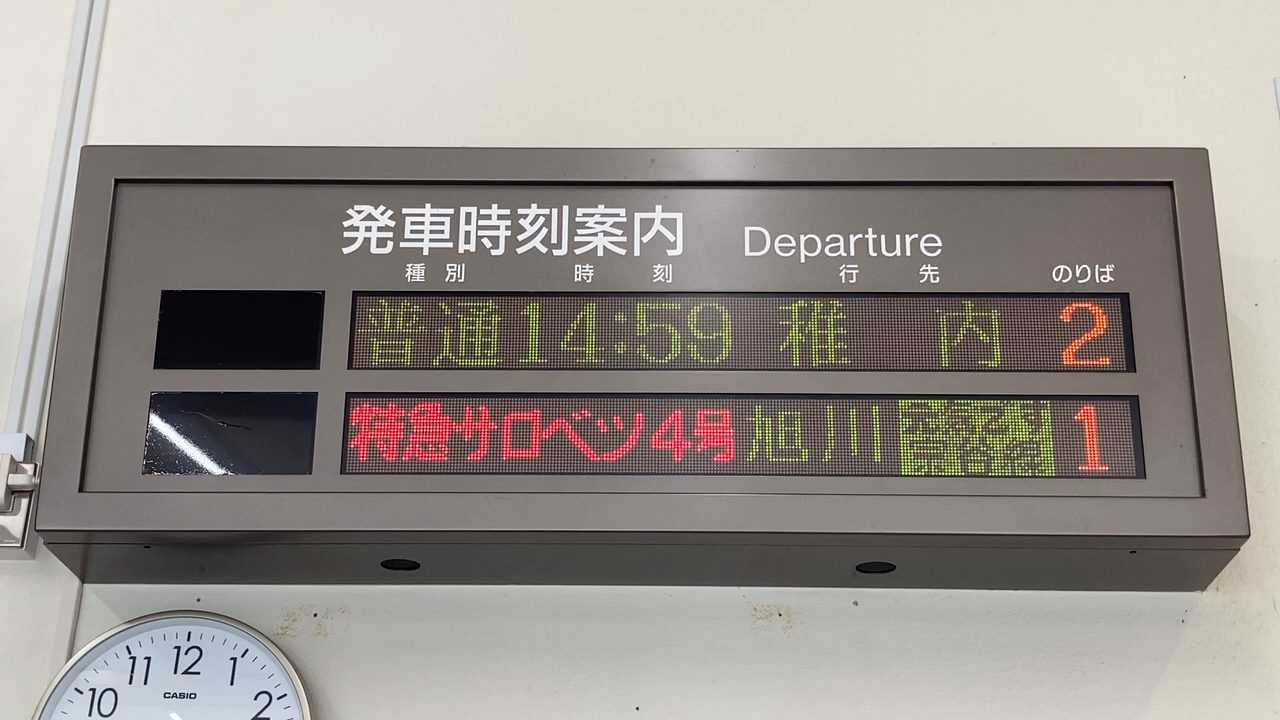 発車時刻案内 Departure
種別 時刻 行先 のりば
普通 14:59 稚内 2
特急サロベツ4号 旭川 1
11 12 1
10 CASIO 2